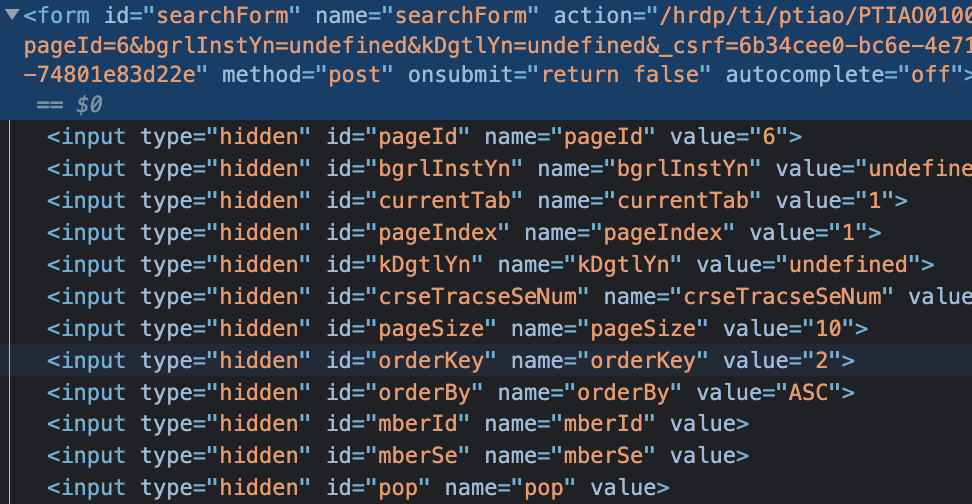 ▼<form id="searchForm" name="searchForm" action="/hrdp/ti/ptiao/PTIAO0100
pageId=6&bgrlInstYn=undefined&kDgtlYn=undefined&_csrf=6b34cee0-bc6e-4e71
-74801e83d22e" method="post" onsubmit="return false" autocomplete="off">
== $0
<input type="hidden" id="pageId" name="pageId" value="6">
<input type="hidden" id="bgrlInstYn" name="bgrlInstYn" value="undefine
<input type="hidden" id="currentTab" name="currentTab" value="1">
<input type="hidden" id="pageIndex" name="pageIndex" value="1">
<input type="hidden" id="kDgtlYn" name="kDgtlYn" value="undefined">
<input type="hidden" id="crseTracseSeNum" name="crseTracseSeNum" value
<input type="hidden" id="pageSize" name="pageSize" value="10">
<input type="hidden" id="orderKey" name="orderKey" value="2">
<input type="hidden" id="orderBy" name="orderBy" value="ASC">
<input type="hidden" id="mberId" name="mberId" value>
<input type="hidden" id="mberSe" name="mberSe" value>
<input type="hidden" id="pop" name="pop" value>